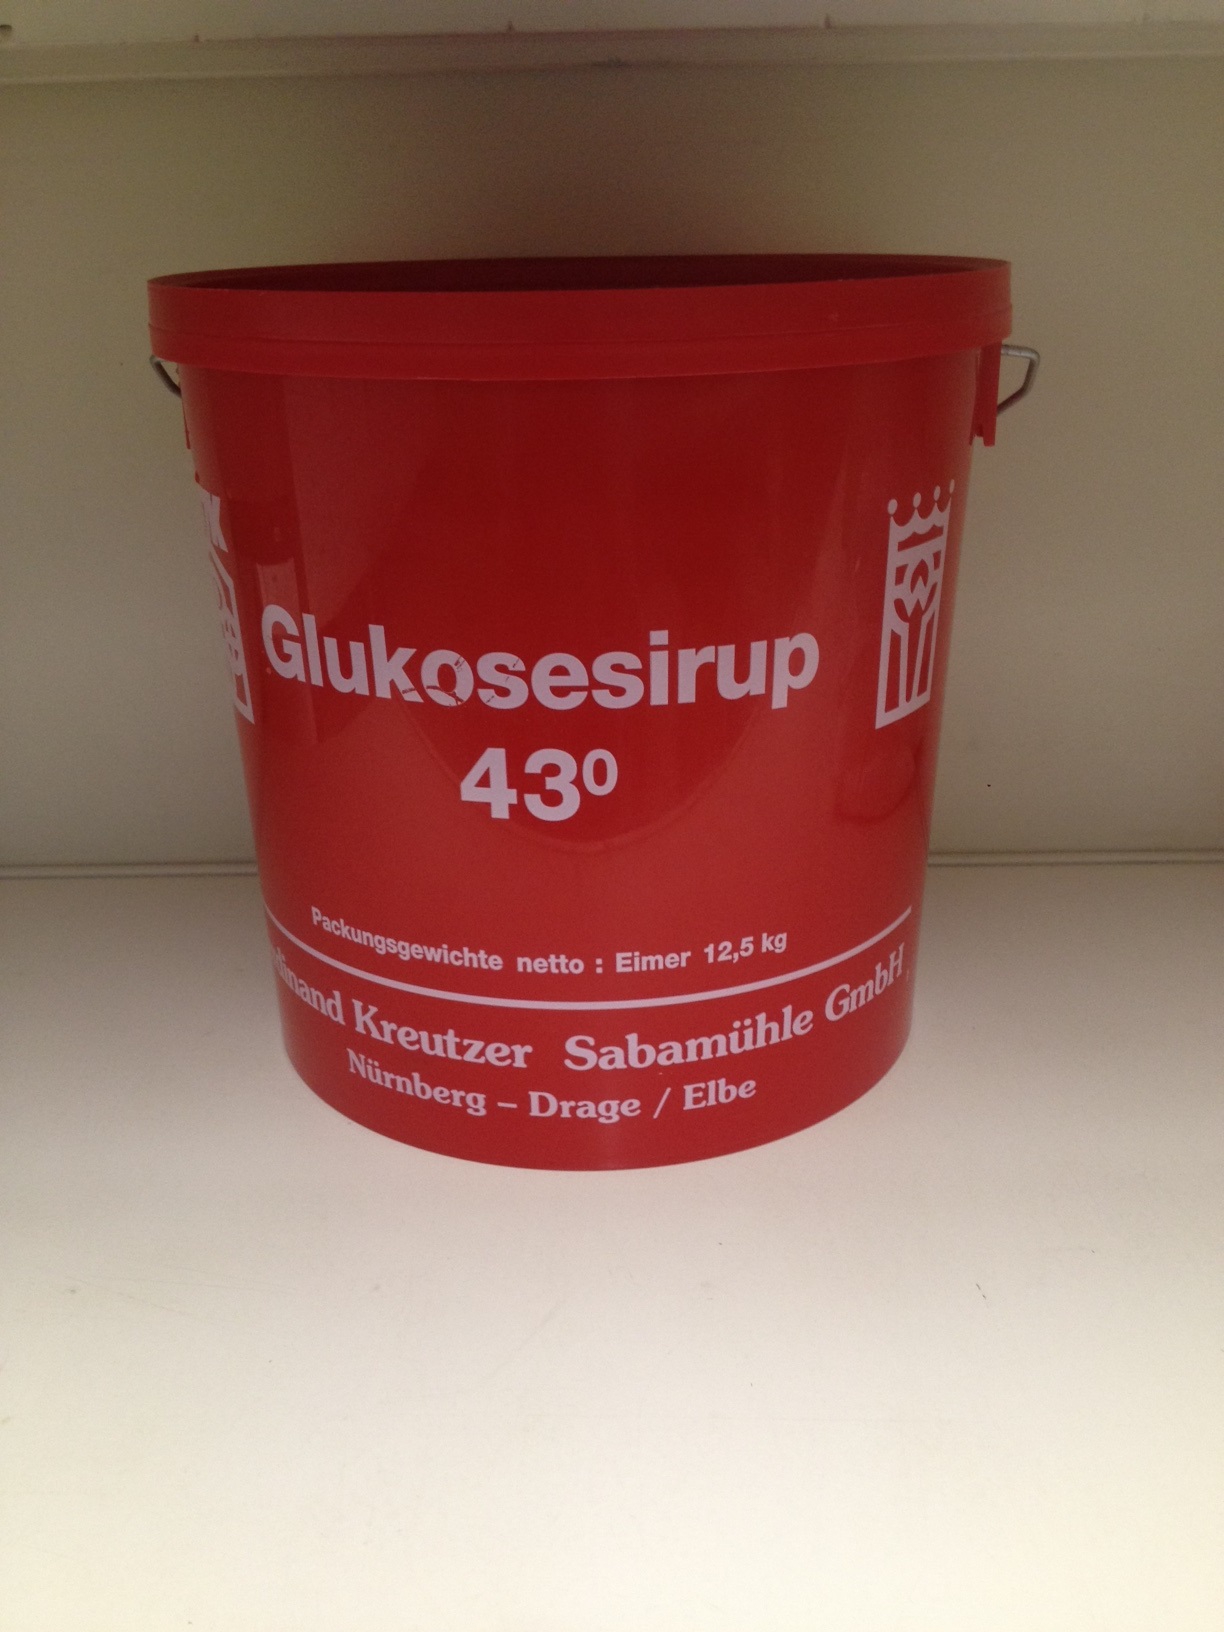 Glukosesirup
43⁰
Packungsgewichte netto : Eimer 12,5 kg
Kreutzer Sabamühle GmbH
Nürnberg – Drage / Elbe